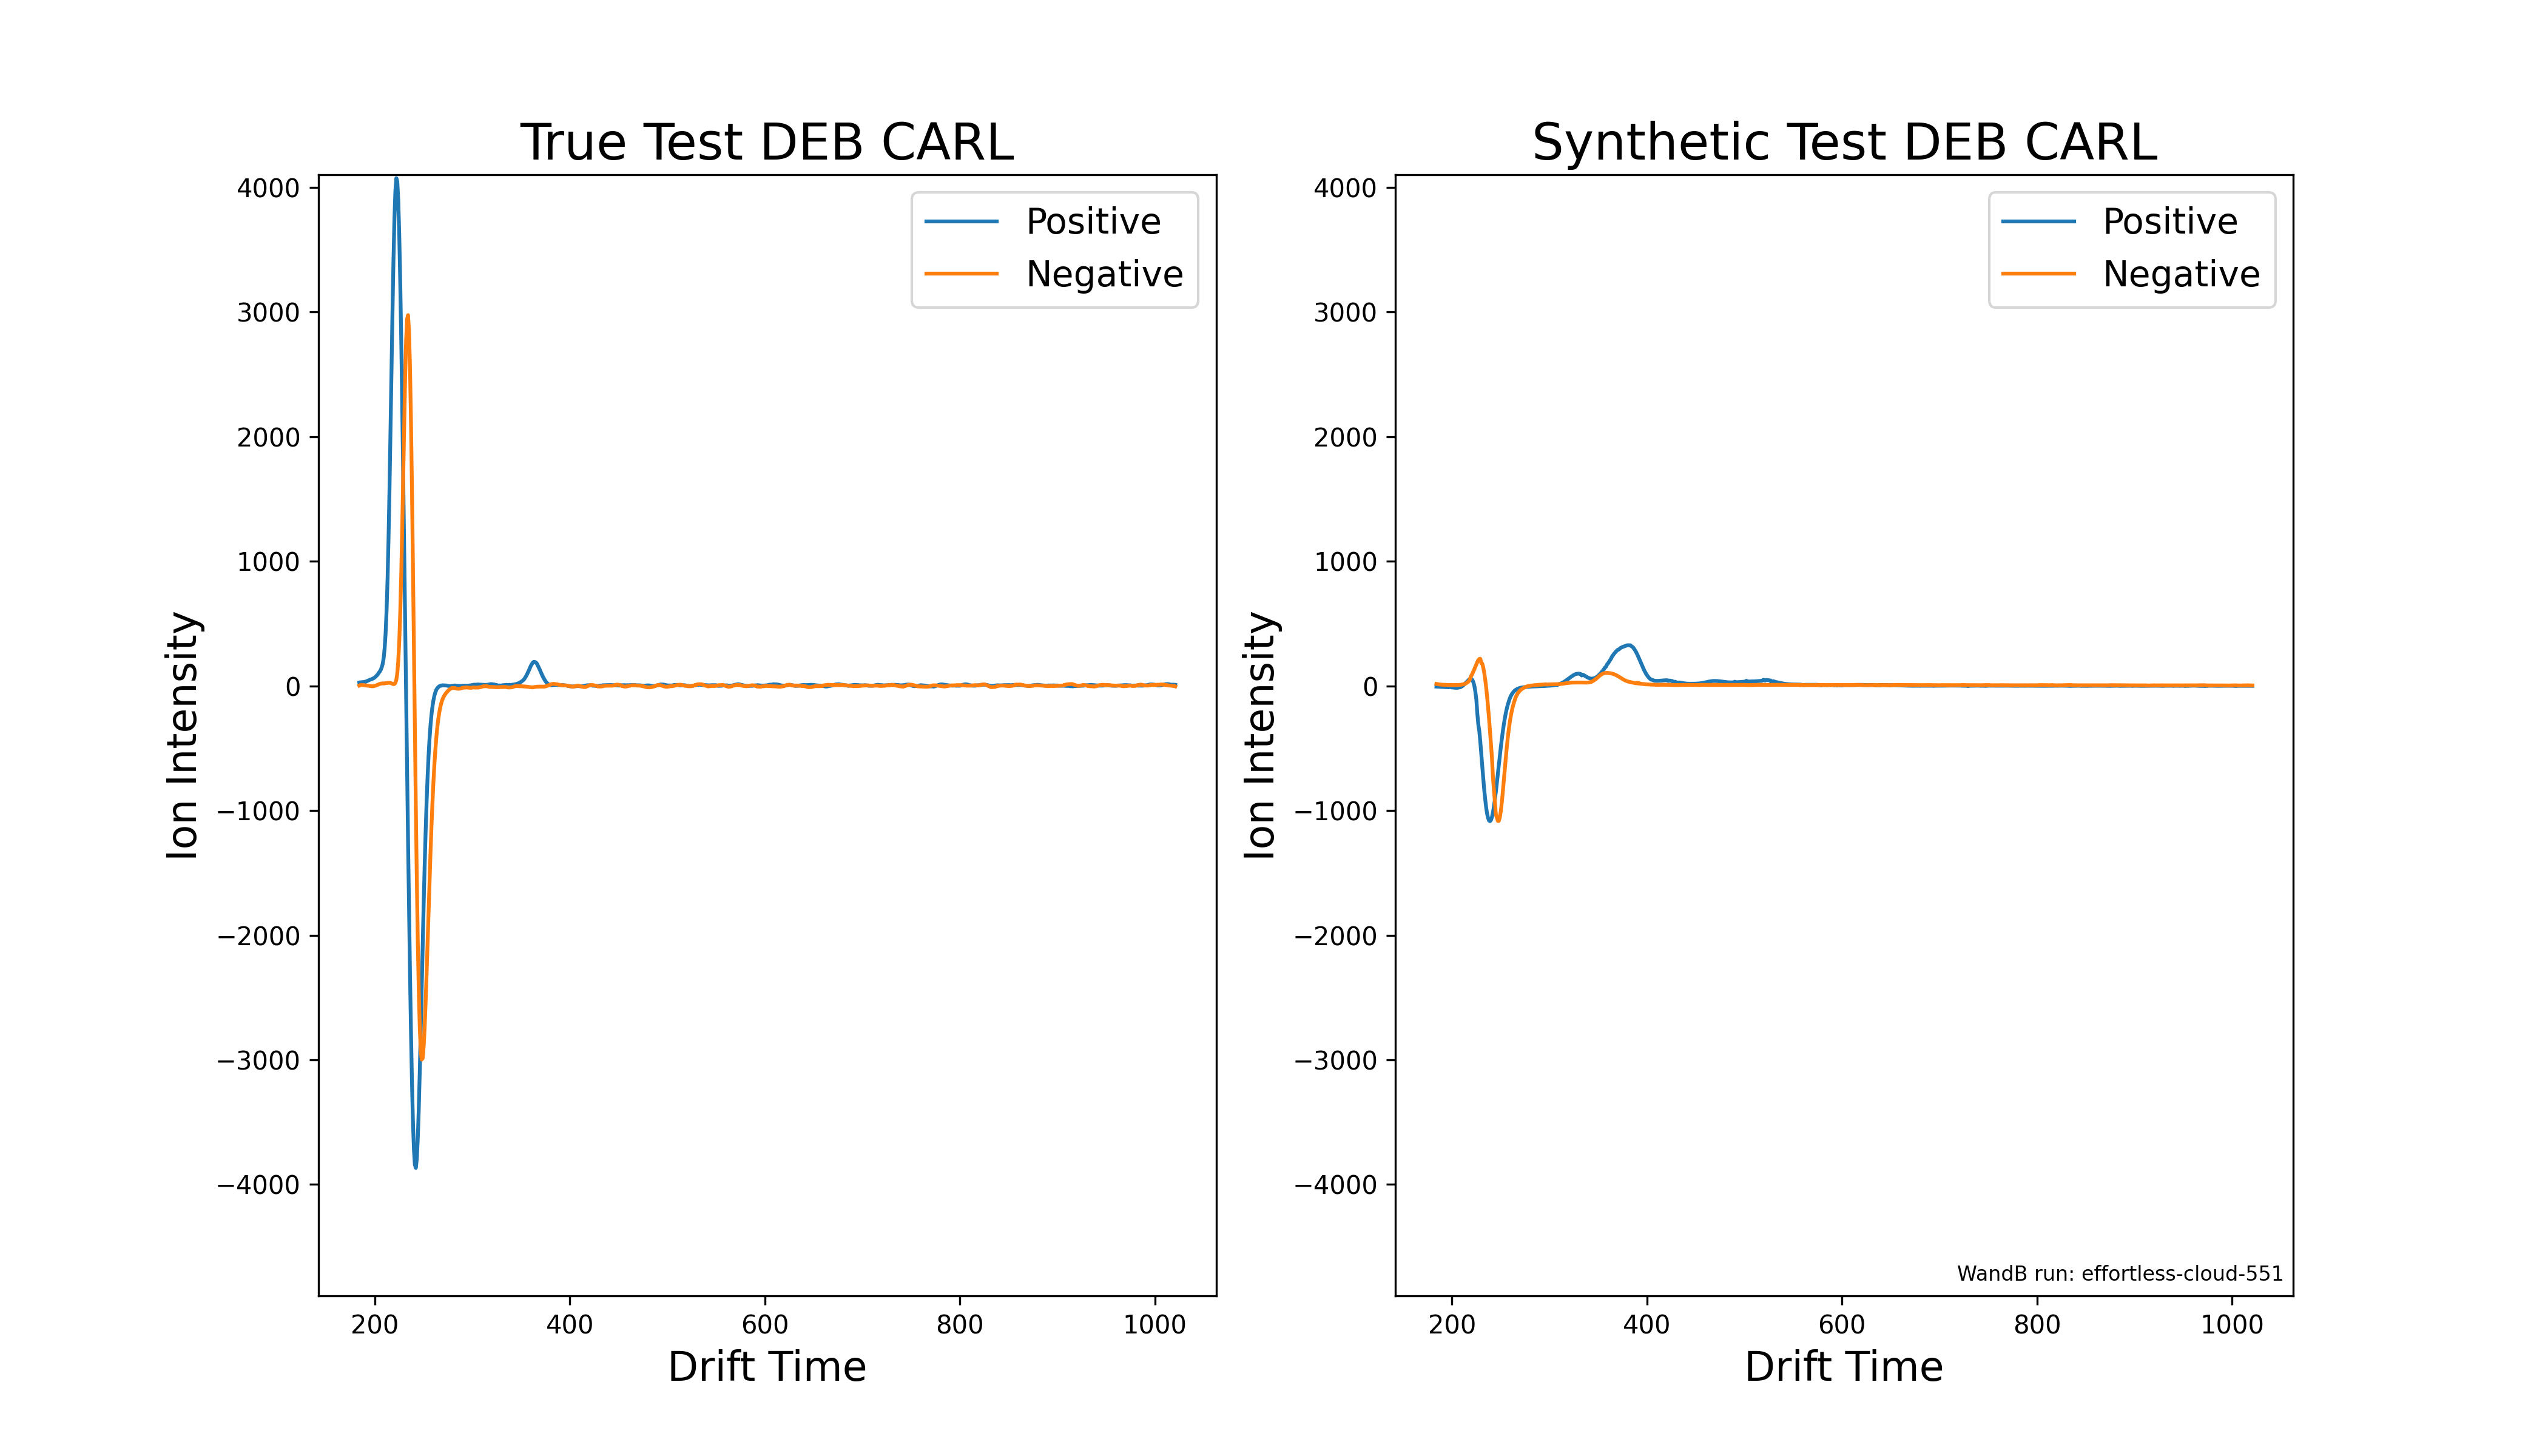 True Test DEB CARL
4000
3000
2000
1000
0
−1000
−2000
−3000
−4000
Ion Intensity
200 400 600 800 1000
Drift Time
Positive
Negative
Synthetic Test DEB CARL
4000
3000
2000
1000
0
−1000
−2000
−3000
−4000
Ion Intensity
200 400 600 800 1000
Drift Time
Positive
Negative
WandB run: effortless-cloud-551